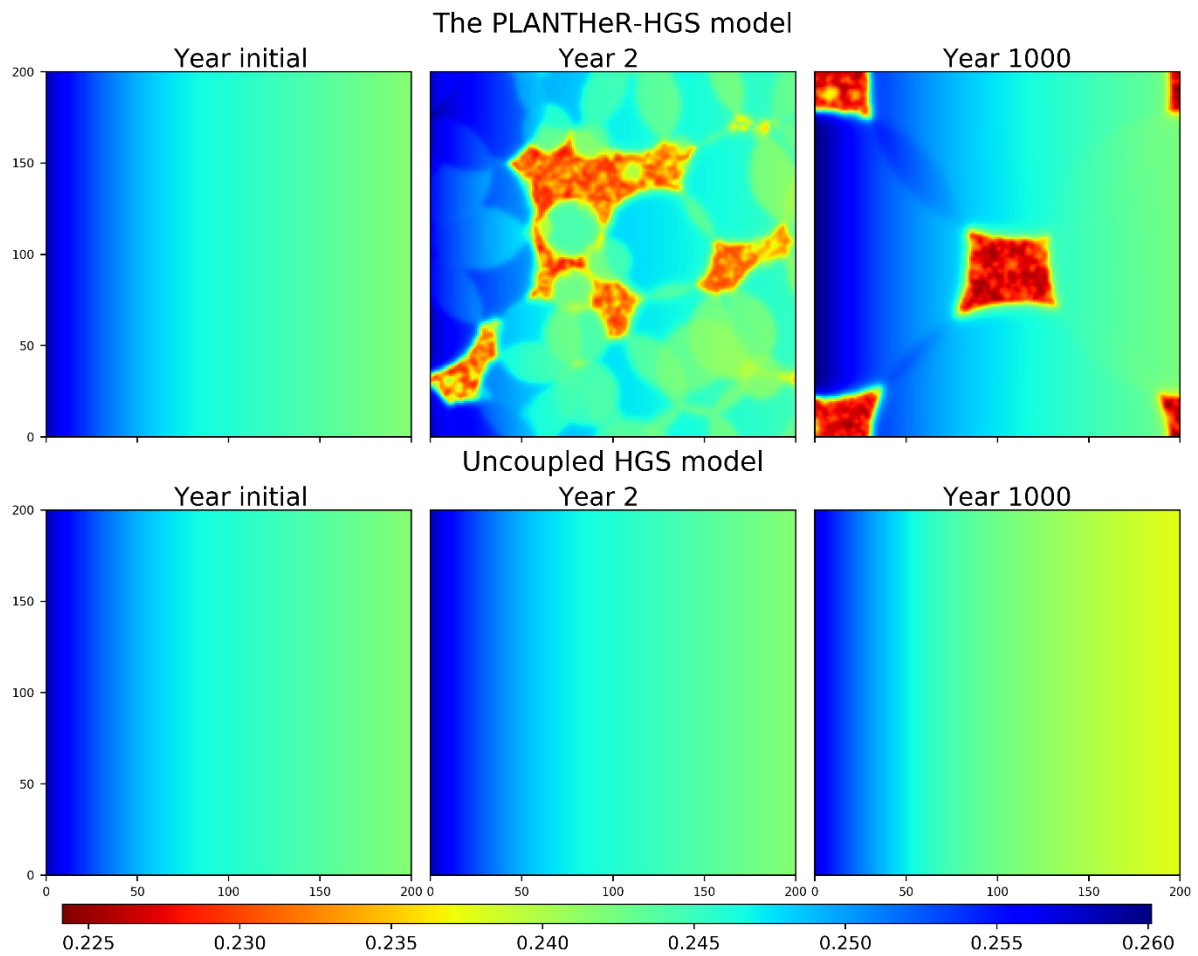 The PLANTHeR-HGS model
Year initial
Year 2
Year 1000
200
150
100
50
0
Uncoupled HGS model
Year initial
Year 2
Year 1000
200
150
100
50
0
0 50 100 150 200 0 50 100 150 200 0 50 100 150 200
0.225 0.230 0.235 0.240 0.245 0.250 0.255 0.260